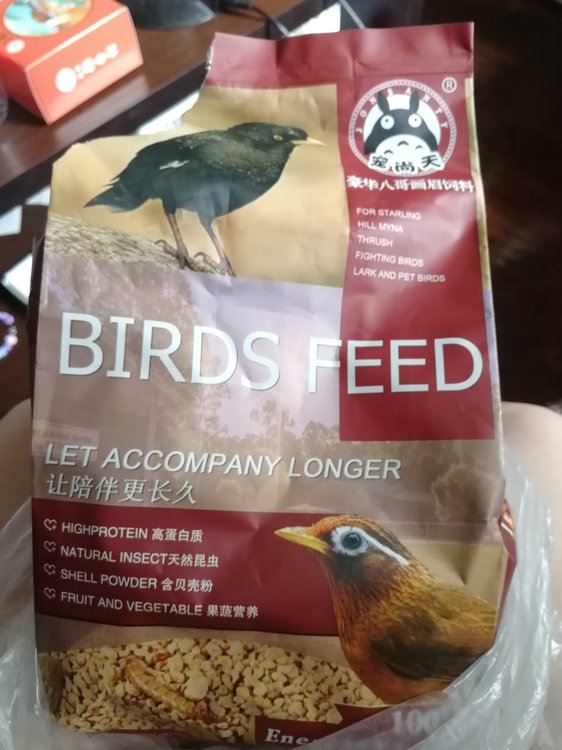 JONSANTY
®
宠尚天
豪华八哥画眉饲料
FOR STARLING
HILL MYNA
THRUSH
FIGHTING BIRDS
LARK AND PET BIRDS
BIRDS FEED
LET ACCOMPANY LONGER
让陪伴更长久
HIGHPROTEIN 高蛋白质
NATURAL INSECT天然昆虫
SHELL POWDER 含贝壳粉
FRUIT AND VEGETABLE 果蔬营养
100